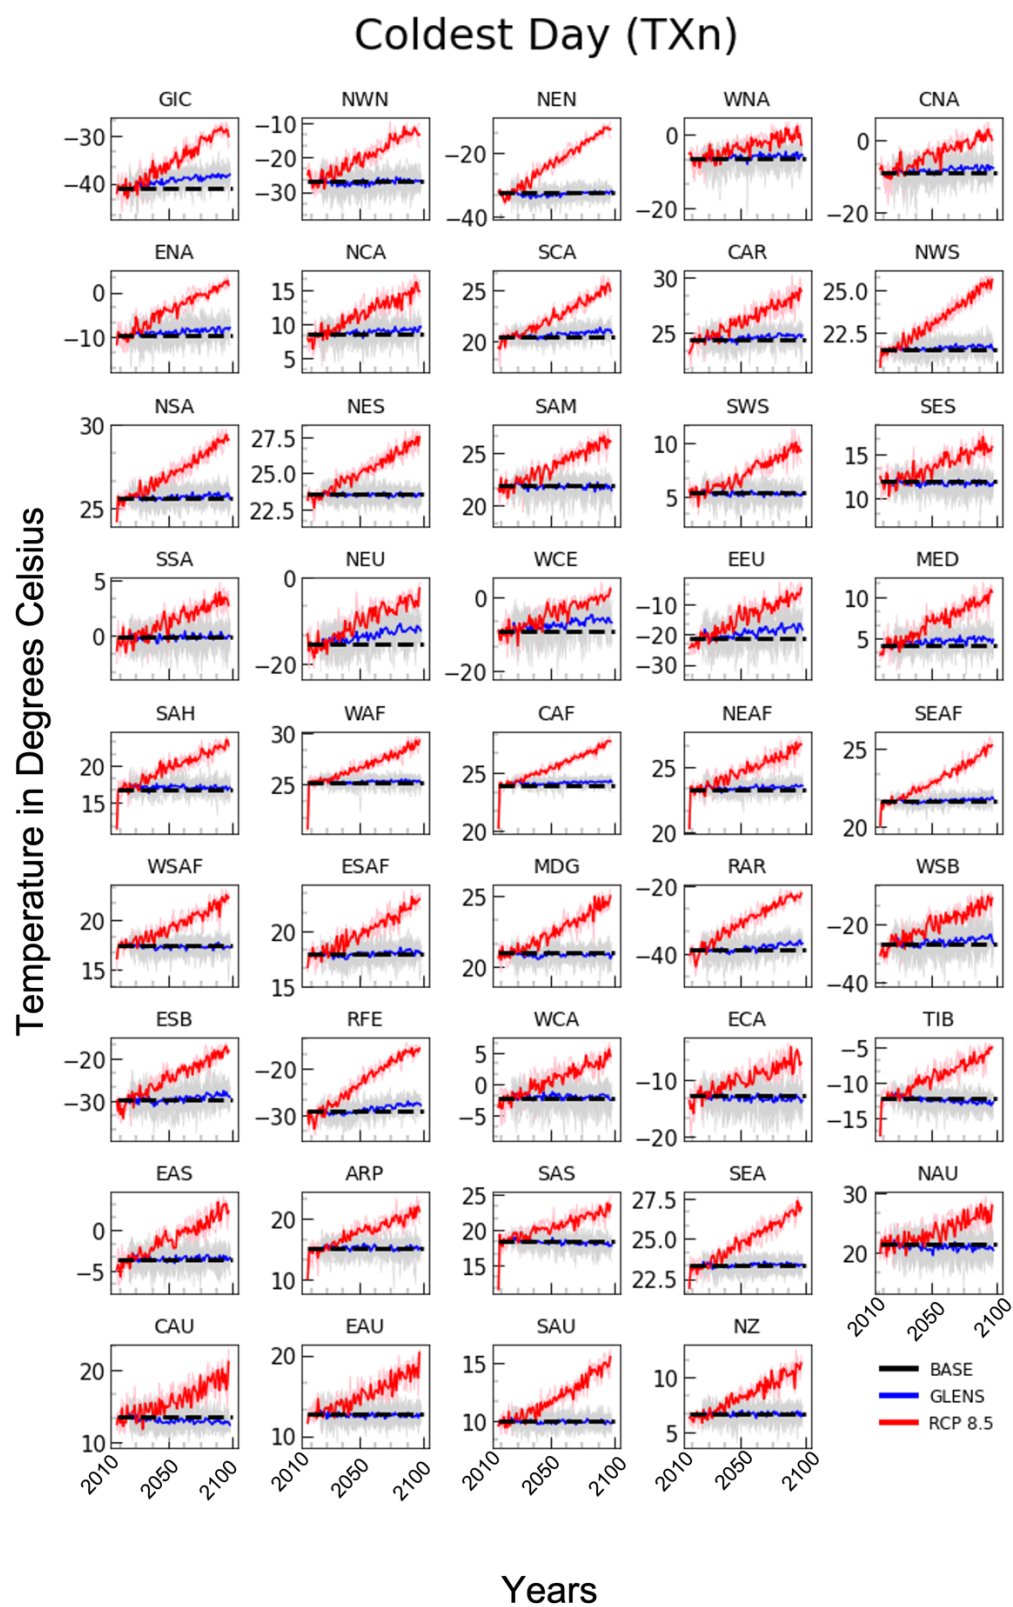 Coldest Day (TXn)
GIC NWN NEN WNA CNA
−30 −40
−10 −20 −30
−20 −40
0 −20
0 −20
ENA NCA SCA CAR NWS
0 −10
15 10 5
25 20
30 25
25.0 22.5
NSA NES SAM SWS SES
30 25
27.5 25.0 22.5
25 20
10 5
15 10
SSA NEU WCE EEU MED
5 0
0 −20
0 −20
−10 −20 −30
10 5
SAH WAF CAF NEAF SEAF
20 15
30 25
25 20
25 20
25 20
WSAF ESAF MDG RAR WSB
20 15
20 15
25 20
−20 −40
−20 −40
ESB RFE WCA ECA TIB
−20 −30
−20 −30
5 0 −5
−10 −20
−5 −10 −15
EAS ARP SAS SEA NAU
0 −5
20 10
25 20 15
27.5 25.0 22.5
30 20
2010 2050 2100
CAU EAU SAU NZ
20 10
20 10
15 10
10 5
2010 2050 2100
2010 2050 2100
2010 2050 2100
2010 2050 2100
BASE
GLENS
RCP 8.5
Temperature in Degrees Celsius
Years